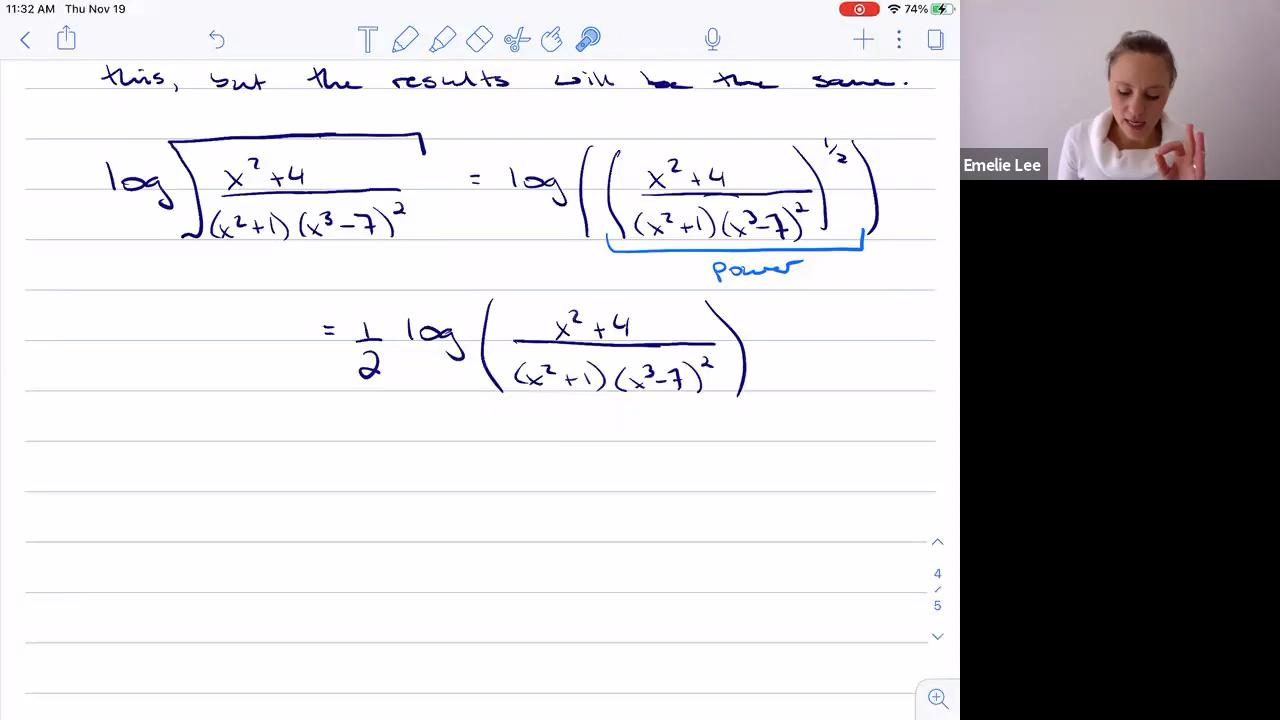 11:32 AM Thu Nov 19
74%
this, but the results will be the same.
log √((x²+4)/((x²+1)(x³-7)²)) = log(((x²+4)/((x²+1)(x³-7)²))^1/2)
power
= 1/2 log((x²+4)/((x²+1)(x³-7)²))
Emelie Lee
4
/
5